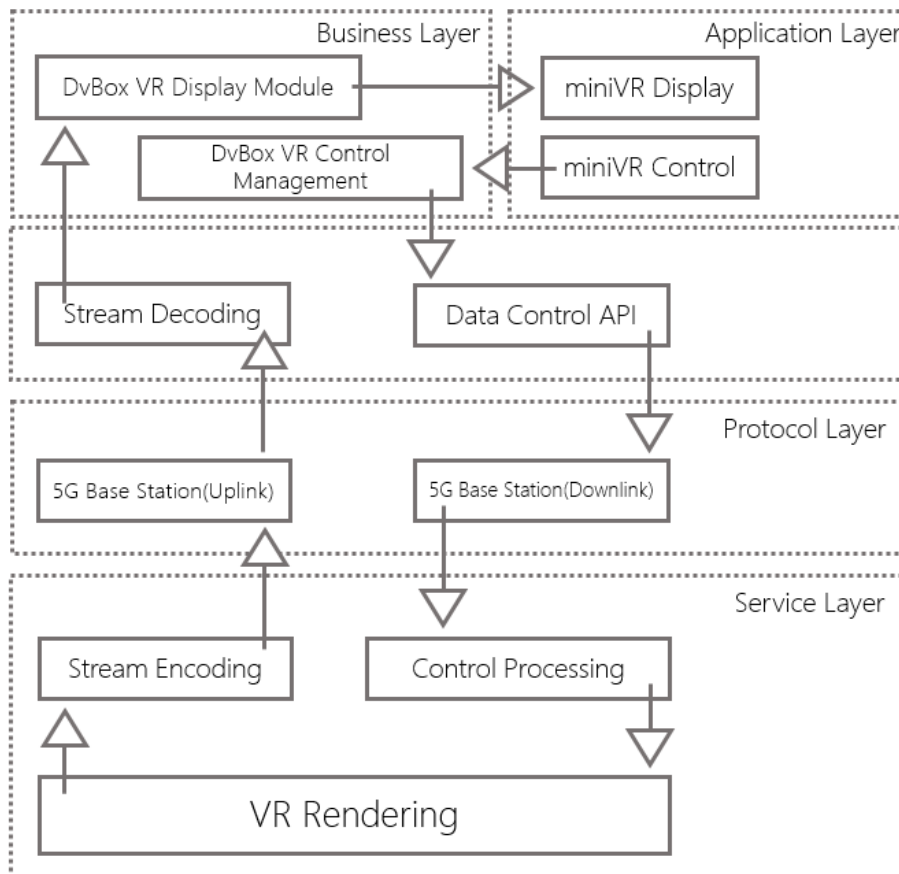 Business Layer
Application Layer
DvBox VR Display Module
miniVR Display
DvBox VR Control
Management
miniVR Control
Stream Decoding
Data Control API
Protocol Layer
5G Base Station(Uplink)
5G Base Station(Downlink)
Service Layer
Stream Encoding
Control Processing
VR Rendering